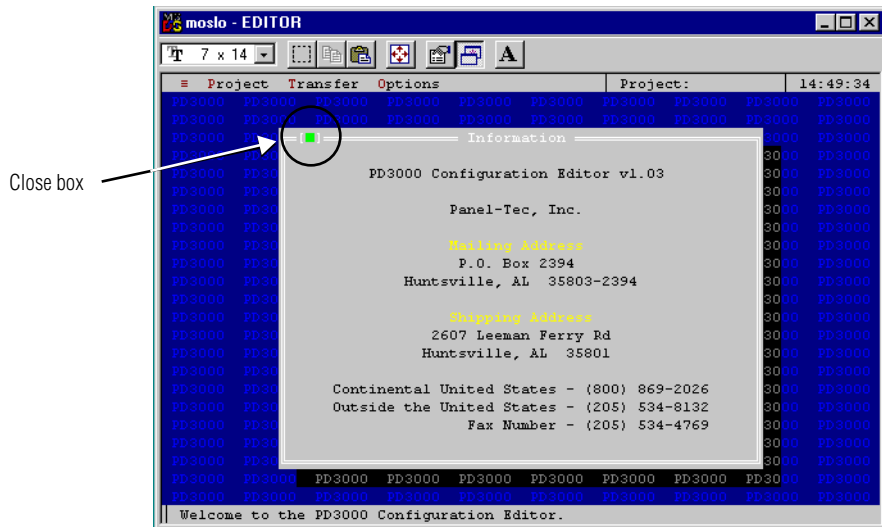 moslo - EDITOR
7 x 14
A
≡ Project Transfer Options Project: 14:49:34
Close box
Information
PD3000 Configuration Editor v1.03
Panel-Tec, Inc.
Mailing Address
P.O. Box 2394
Huntsville, AL 35803-2394
Shipping Address
2607 Leeman Ferry Rd
Huntsville, AL 35801
Continental United States - (800) 869-2026
Outside the United States - (205) 534-8132
Fax Number - (205) 534-4769
PD3000 PD3000 PD3000 PD3000 PD3000 PD3000 PD3000 PD3000 PD3000
Welcome to the PD3000 Configuration Editor.